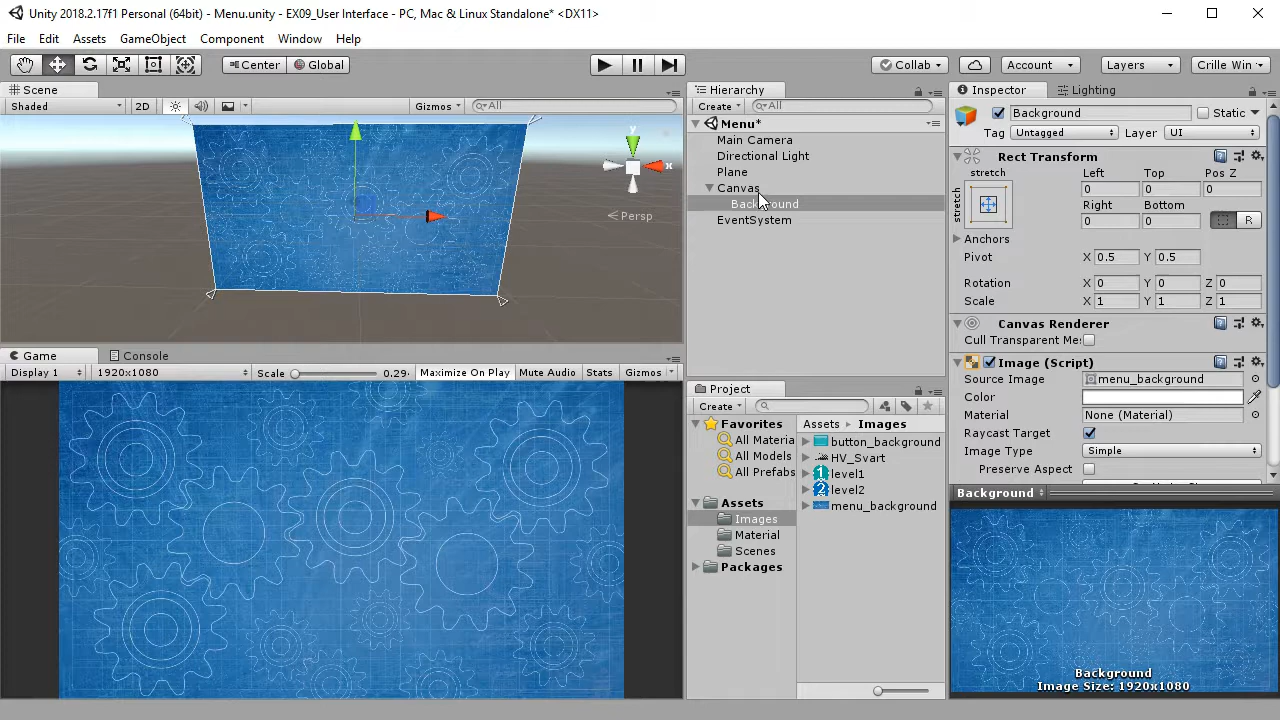 Unity 2018.2.17f1 Personal (64bit) - Menu.unity - EX09_User Interface - PC, Mac & Linux Standalone* <DX11>
File Edit Assets GameObject Component Window Help
Center Global Collab Account Layers Crille Win
Scene
Shaded 2D Gizmos All
y
x
Persp
Game Console
Display 1 1920x1080 Scale 0.29 Maximize On Play Mute Audio Stats Gizmos
Hierarchy
Create All
Menu*
Main Camera
Directional Light
Plane
Canvas
Background
EventSystem
Project
Create
Favorites
All Materia
All Models
All Prefabs
Assets
Images
Material
Scenes
Packages
Assets Images
button_background
HV_Svart
level1
level2
menu_background
Inspector Lighting
Background Static
Tag Untagged Layer UI
Rect Transform
stretch Left Top Pos Z
stretch 0 0 0
Right Bottom
0 0 R
Anchors
Pivot X 0.5 Y 0.5
Rotation X 0 Y 0 Z 0
Scale X 1 Y 1 Z 1
Canvas Renderer
Cull Transparent Mes
Image (Script)
Source Image menu_background
Color
Material None (Material)
Raycast Target
Image Type Simple
Preserve Aspect
Background
Background
Image Size: 1920x1080